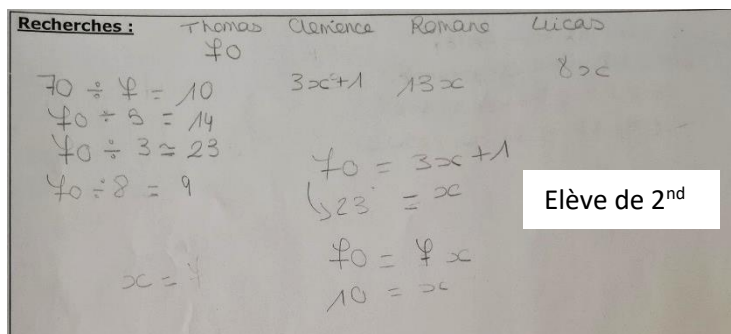 Recherches : Thomas Clemence Romane Lucas
70
70 ÷ 7 = 10 3x+1 13x 8x
70 ÷ 5 = 14
70 ÷ 3 ≈ 23
70 ÷ 8 = 9
70 = 3x+1
↳ 23 = x
Elève de 2nd
70 = 7x
x = 7
10 = x